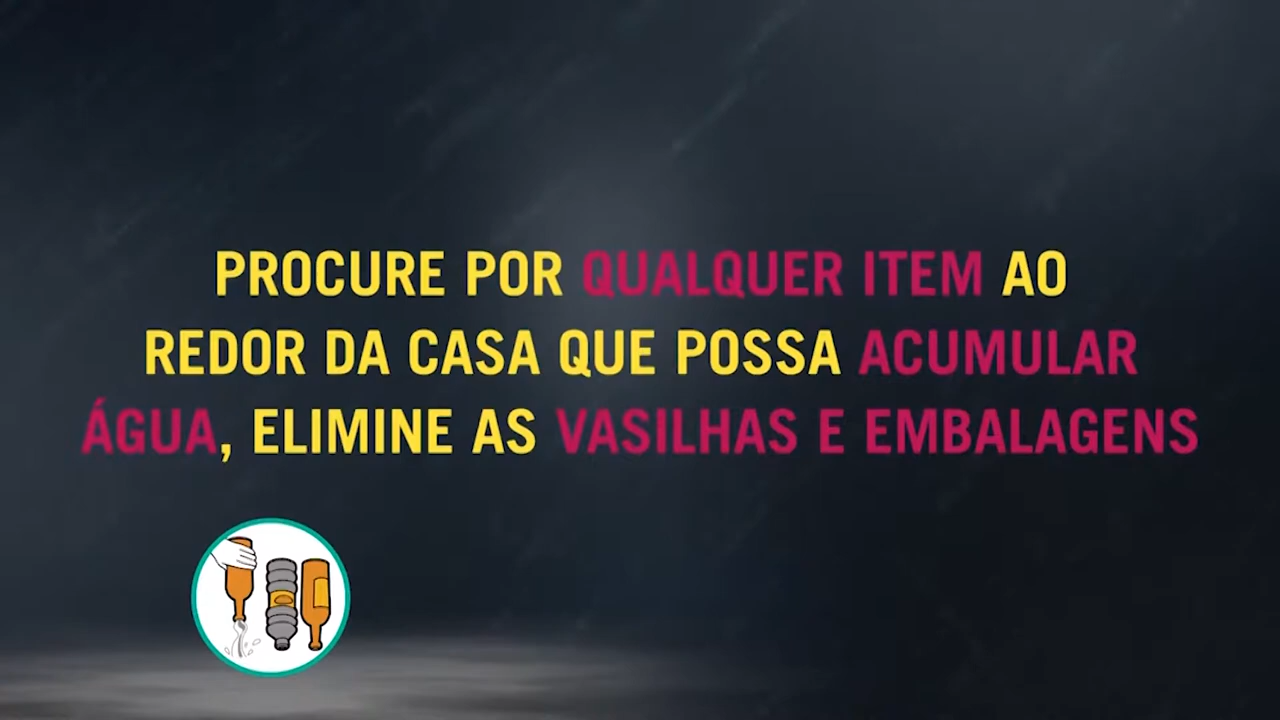 PROCURE POR QUALQUER ITEM AO
REDOR DA CASA QUE POSSA ACUMULAR
ÁGUA, ELIMINE AS VASILHAS E EMBALAGENS